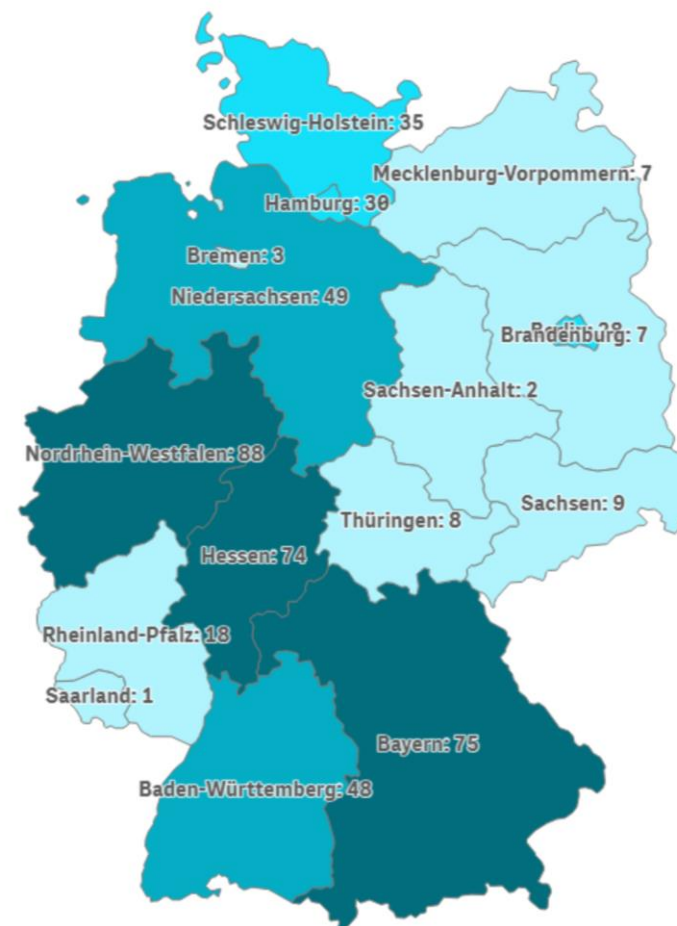 Schleswig-Holstein: 35
Mecklenburg-Vorpommern: 7
Hamburg: 30
Bremen: 3
Niedersachsen: 49
Brandenburg: 7
Sachsen-Anhalt: 2
Nordrhein-Westfalen: 88
Sachsen: 9
Thüringen: 8
Hessen: 74
Rheinland-Pfalz: 18
Saarland: 1
Bayern: 75
Baden-Württemberg: 48